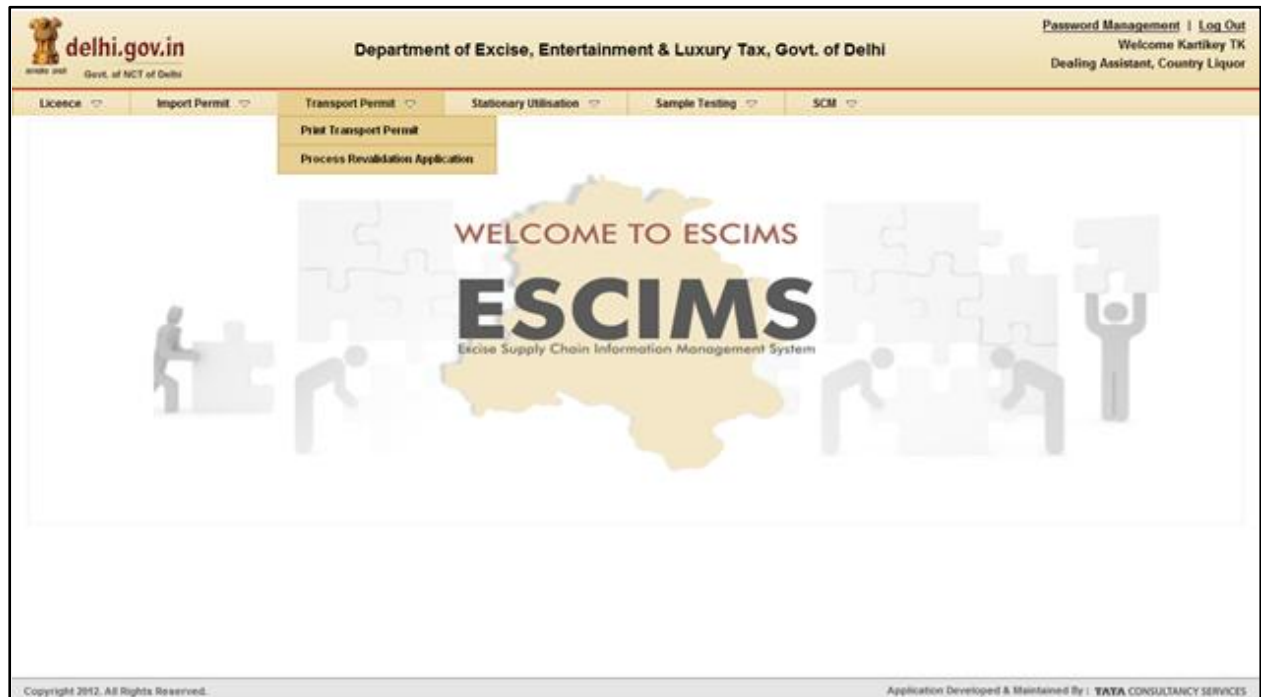 Password Management | Log Out
delhi.gov.in
Department of Excise, Entertainment & Luxury Tax, Govt. of Delhi
Welcome Kartikey TK
Govt. of NCT of Delhi
Dealing Assistant, Country Liquor
Licence
Import Permit
Transport Permit
Stationary Utilisation
Sample Testing
SCM
Print Transport Permit
Process Revalidation Application
WELCOME TO ESCIMS
ESCIMS
Excise Supply Chain Information Management System
Copyright 2012. All Rights Reserved.
Application Developed & Maintained By : TATA CONSULTANCY SERVICES